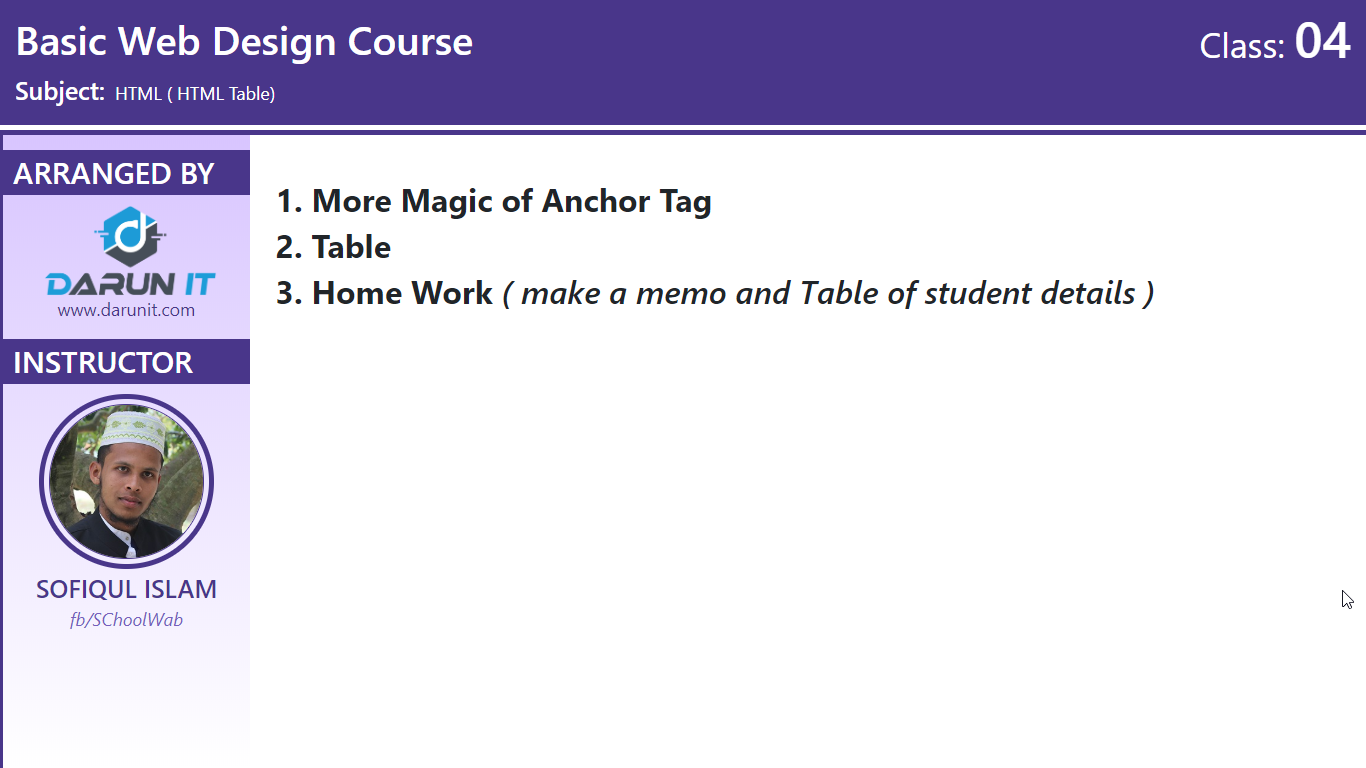 Basic Web Design Course
Class: 04
Subject: HTML ( HTML Table)
ARRANGED BY
DARUN IT
www.darunit.com
INSTRUCTOR
SOFIQUL ISLAM
fb/SChoolWab
1. More Magic of Anchor Tag
2. Table
3. Home Work ( make a memo and Table of student details )